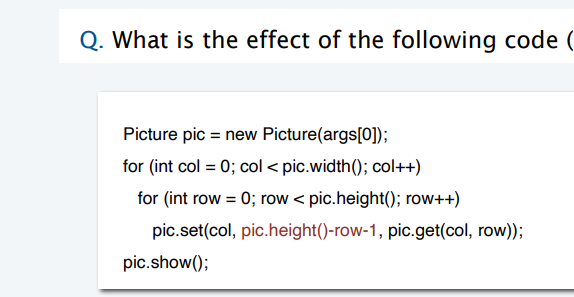 Q. What is the effect of the following code (
Picture pic = new Picture(args[0]);
for (int col = 0; col < pic.width(); col++)
for (int row = 0; row < pic.height(); row++)
pic.set(col, pic.height()-row-1, pic.get(col, row));
pic.show();